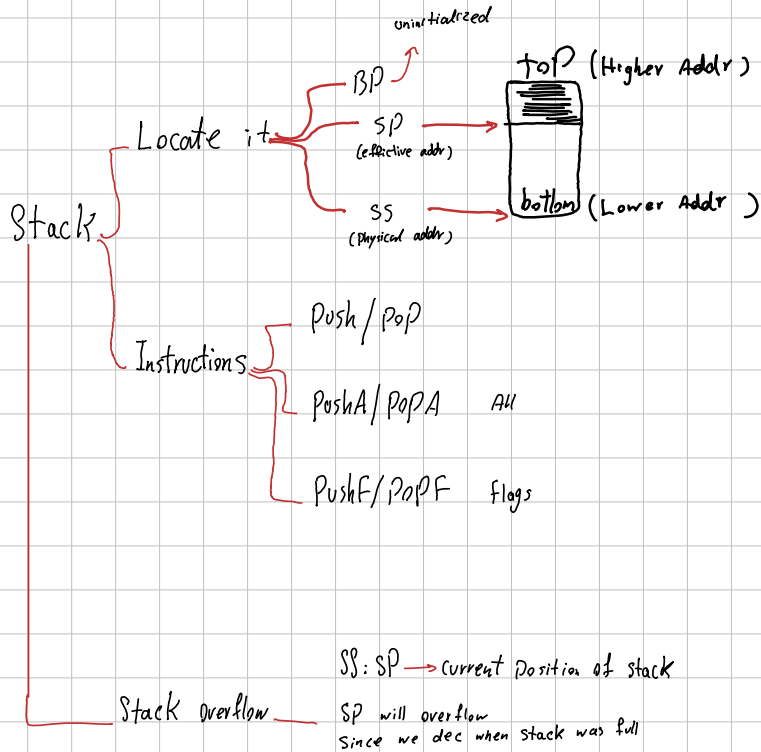 uninitialized
top (Higher Addr)
BP
Locate it
SP
(effictive addr)
Stack
SS
(Physical addr)
bottom (Lower Addr)
Push/PoP
Instructions
PushA/PoPA All
PushF/PoPF flags
SS:SP → Current Position of stack
Stack Overflow
SP will overflow
Since we dec when stack was full